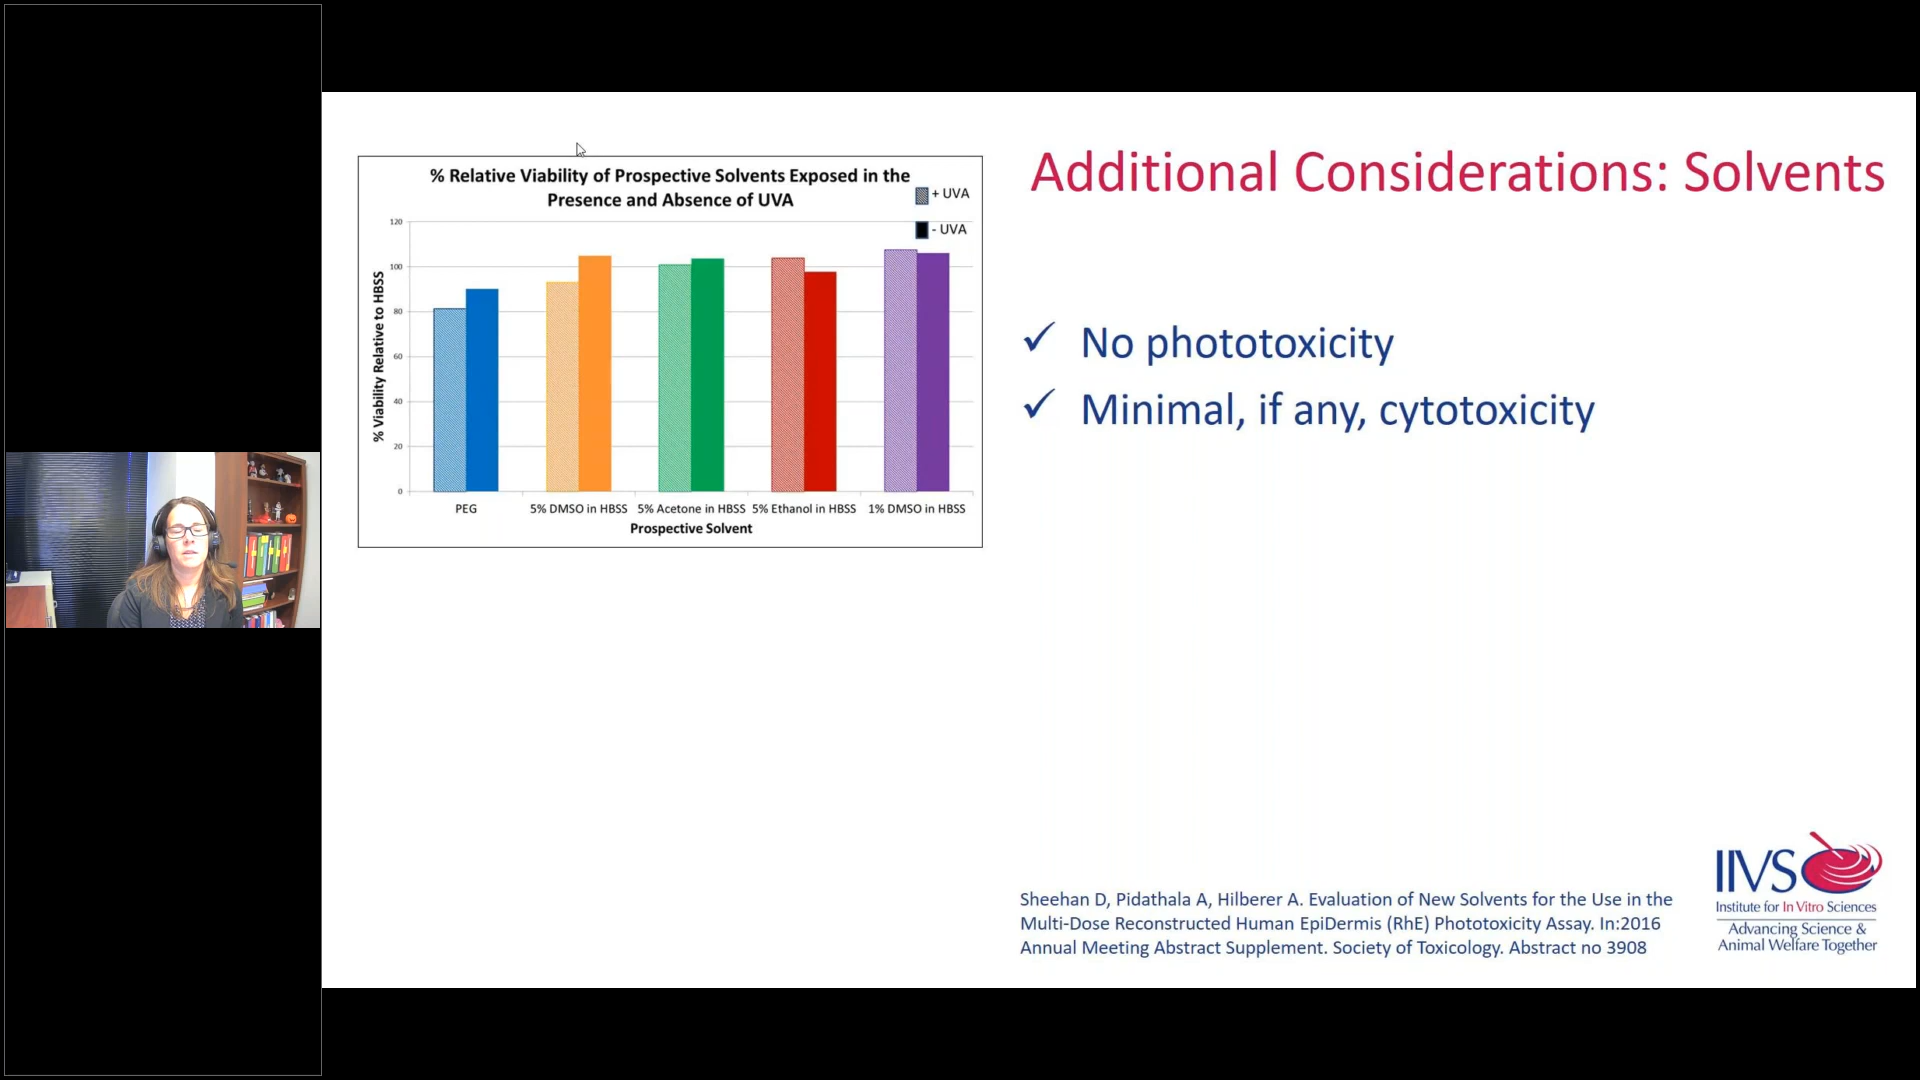 % Relative Viability of Prospective Solvents Exposed in the
Presence and Absence of UVA
+ UVA
- UVA
% Viability Relative to HBSS
120
100
80
60
40
20
0
PEG
5% DMSO in HBSS
5% Acetone in HBSS
5% Ethanol in HBSS
1% DMSO in HBSS
Prospective Solvent
Additional Considerations: Solvents
✓ No phototoxicity
✓ Minimal, if any, cytotoxicity
Sheehan D, Pidathala A, Hilberer A. Evaluation of New Solvents for the Use in the
Multi-Dose Reconstructed Human EpiDermis (RhE) Phototoxicity Assay. In:2016
Annual Meeting Abstract Supplement. Society of Toxicology. Abstract no 3908
IIVS
Institute for In Vitro Sciences
Advancing Science &
Animal Welfare Together